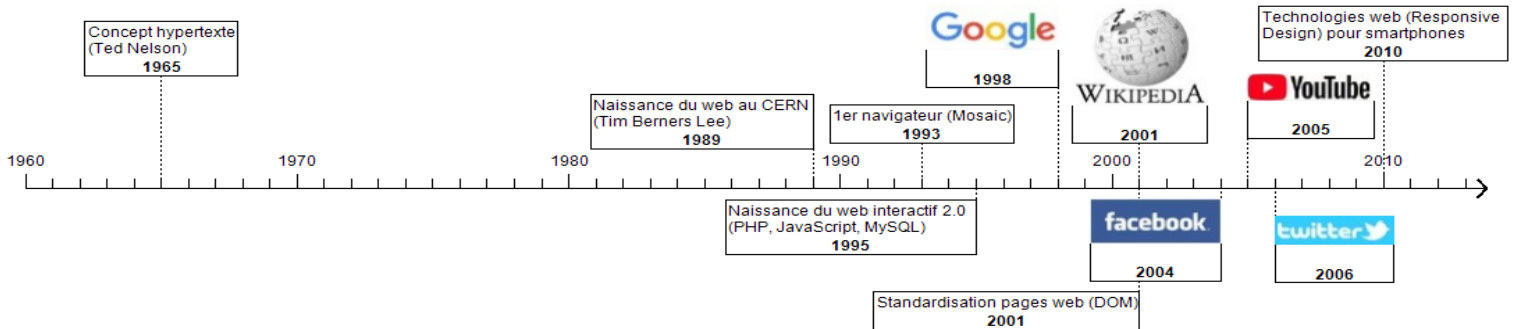 Concept hypertexte
(Ted Nelson)
1965
Naissance du web au CERN
(Tim Berners Lee)
1989
1er navigateur (Mosaic)
1993
Google
1998
WIKIPEDIA
2001
YouTube
2005
Technologies web (Responsive
Design) pour smartphones
2010
1960
1970
1980
1990
2000
2010
Naissance du web interactif 2.0
(PHP, JavaScript, MySQL)
1995
facebook.
2004
twitter
2006
Standardisation pages web (DOM)
2001